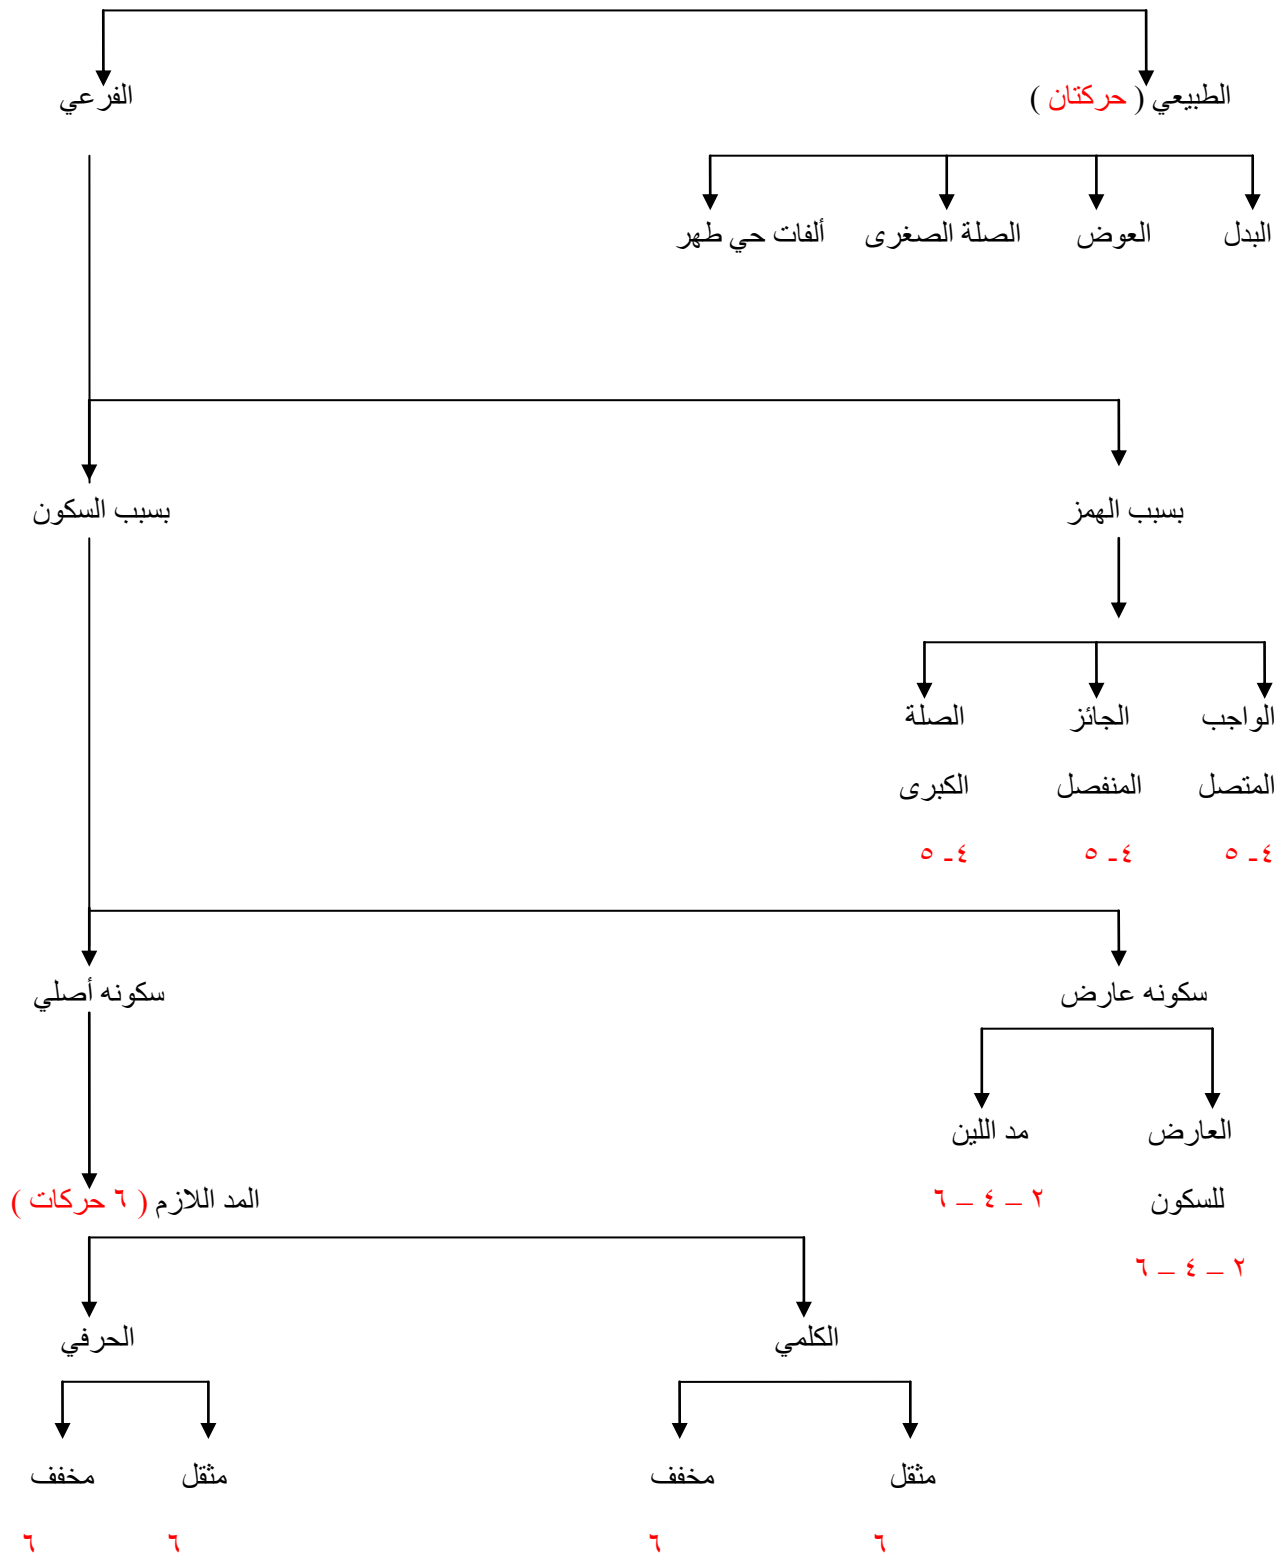 الطبيعي ( حركتان ) الفرعي
البدل العوض الصلة الصغرى ألفات حي طهر
بسبب الهمز بسبب السكون
الواجب الجائز الصلة
المتصل المنفصل الكبرى
٤ـ ٥ ٤ـ ٥ ٤ـ ٥
سكونه عارض سكونه أصلي
العارض مد اللين
للسكون ٢ – ٤ – ٦ المد اللازم ( ٦ حركات )
٢ – ٤ – ٦
الكلمي الحرفي
مثقل مخفف مثقل مخفف
٦ ٦ ٦ ٦